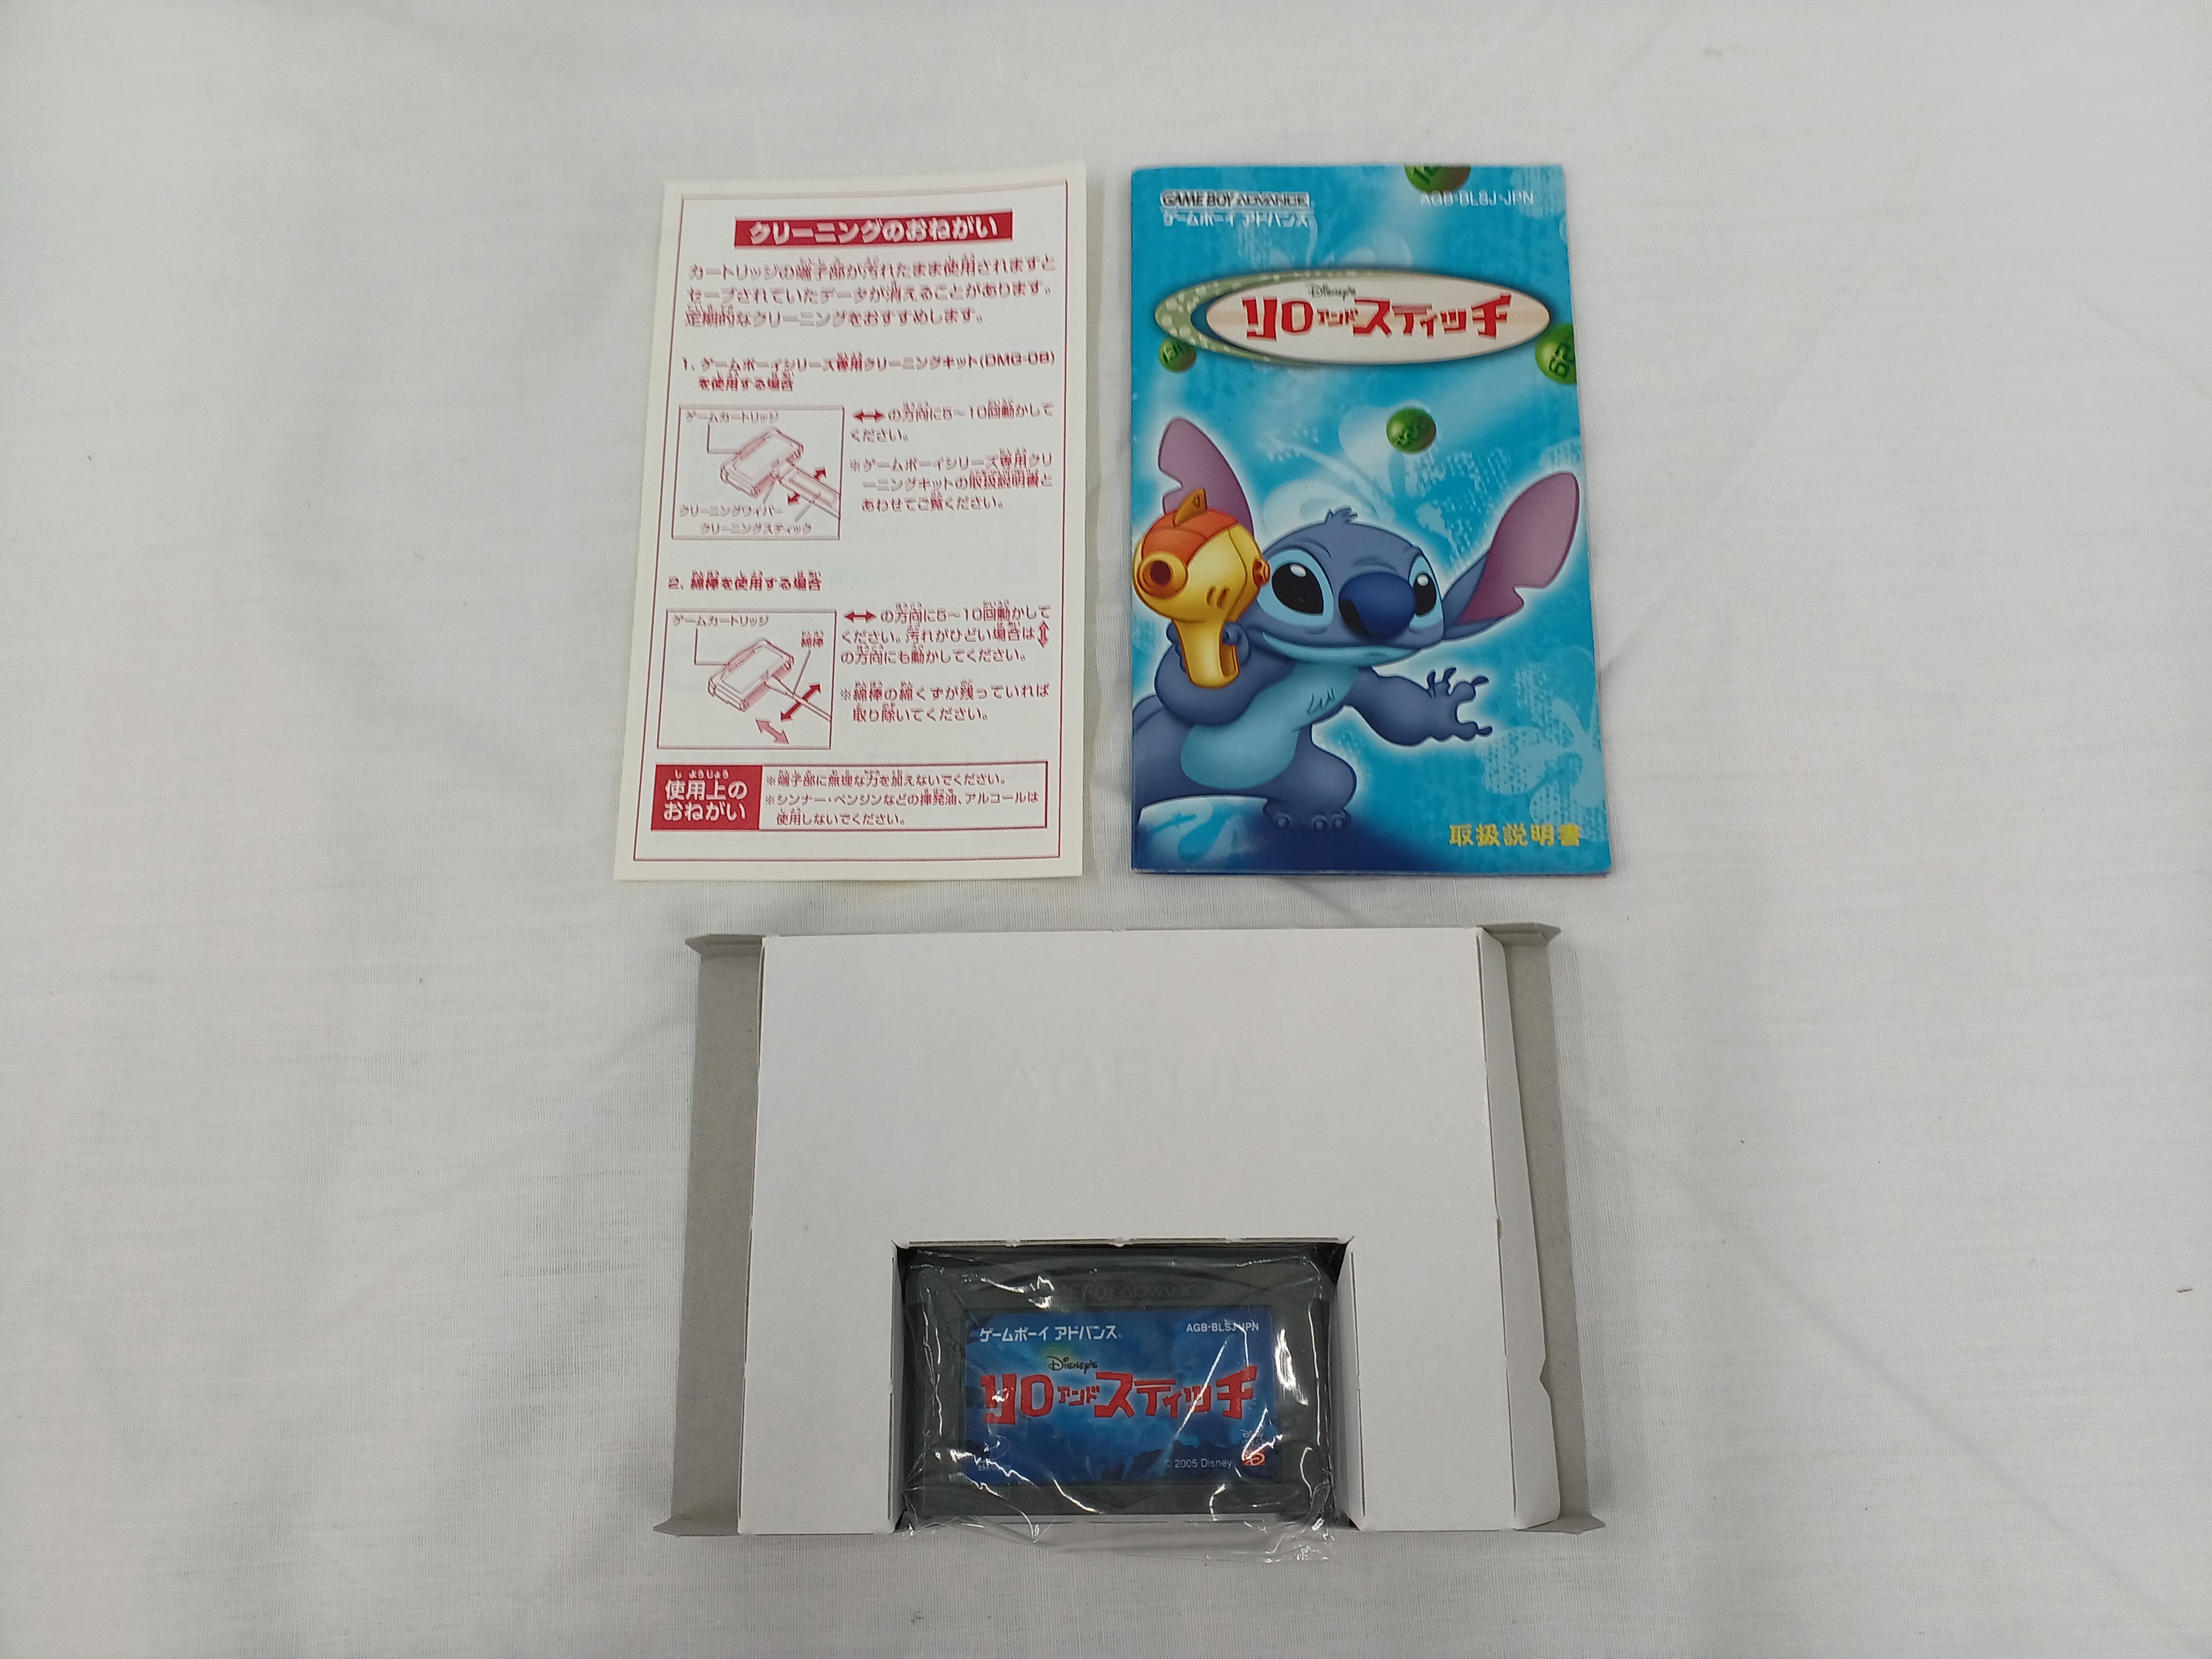 クリーニングのおねがい
カートリッジの端子部が汚れたまま使用されますと
セーブされていたデータが消えることがあります。
定期的なクリーニングをおすすめします。
1. ゲームボーイシリーズ専用クリーニングキット(DMG-08)
を使用する場合
ゲームカートリッジ
クリーニングワイパー
クリーニングスティック
↔の方向に5〜10回動かして
ください。
※ゲームボーイシリーズ専用クリ
ーニングキットの取扱説明書と
あわせてご覧ください。
2. 綿棒を使用する場合
ゲームカートリッジ
綿棒
↔の方向に5〜10回動かして
ください。汚れがひどい場合は↕
の方向にも動かしてください。
※綿棒の綿くずが残っていれば
取り除いてください。
使用上の
おねがい
※端子部に無理な力を加えないでください。
※シンナー・ベンジンなどの揮発油、アルコールは
使用しないでください。
GAME BOY ADVANCE
ゲームボーイ アドバンス
AGB-BLSJ-JPN
Disney's
リロ アンド スティッチ
取扱説明書
GAME BOY ADVANCE
ゲームボーイ アドバンス
AGB-BLSJ-JPN
Disney's
リロ アンド スティッチ
© 2005 Disney